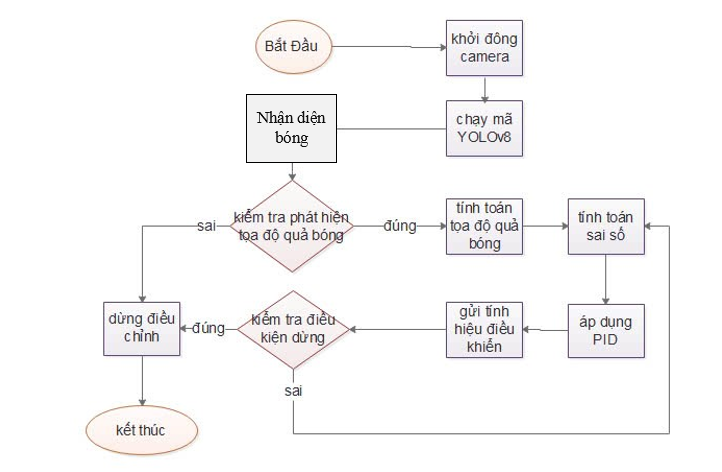 Bắt Đầu
khởi đông
camera
Nhận diện
bóng
chạy mã
YOLOv8
kiểm tra phát hiện
tọa độ quả bóng
sai
đúng
tính toán
tọa độ quả
bóng
tính toán
sai số
dừng điều
chỉnh
đúng
kiểm tra điều
kiện dừng
gửi tính
hiệu điều
khiển
áp dụng
PID
sai
kết thúc